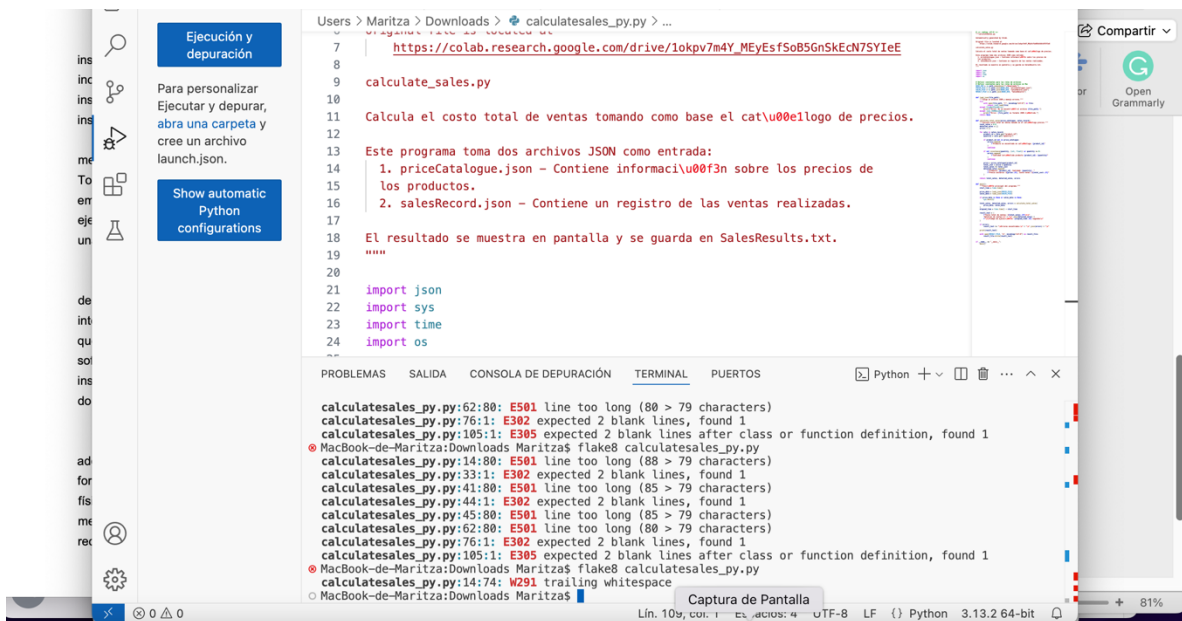 Users > Maritza > Downloads > calculatesales_py.py > ...
Compartir
Open
Grammarly
Ejecución y
depuración
Para personalizar
Ejecutar y depurar,
abra una carpeta y
cree un archivo
launch.json.
Show automatic
Python
configurations
7 https://colab.research.google.com/drive/1okpv7m4Y_MEyEsfSoB5GnSkEcN7SYIeE
8
9 calculate_sales.py
10
11 Calcula el costo total de ventas tomando como base el cat\u00e1logo de precios.
12
13 Este programa toma dos archivos JSON como entrada:
14 1. priceCatalogue.json – Contiene informaci\u00f3n sobre los precios de
15 los productos.
16 2. salesRecord.json – Contiene un registro de las ventas realizadas.
17
18 El resultado se muestra en pantalla y se guarda en SalesResults.txt.
19 """
20
21 import json
22 import sys
23 import time
24 import os
PROBLEMAS SALIDA CONSOLA DE DEPURACIÓN TERMINAL PUERTOS Python
calculatesales_py.py:62:80: E501 line too long (80 > 79 characters)
calculatesales_py.py:76:1: E302 expected 2 blank lines, found 1
calculatesales_py.py:105:1: E305 expected 2 blank lines after class or function definition, found 1
MacBook-de-Maritza:Downloads Maritza$ flake8 calculatesales_py.py
calculatesales_py.py:14:80: E501 line too long (88 > 79 characters)
calculatesales_py.py:33:1: E302 expected 2 blank lines, found 1
calculatesales_py.py:41:80: E501 line too long (85 > 79 characters)
calculatesales_py.py:44:1: E302 expected 2 blank lines, found 1
calculatesales_py.py:45:80: E501 line too long (85 > 79 characters)
calculatesales_py.py:62:80: E501 line too long (80 > 79 characters)
calculatesales_py.py:76:1: E302 expected 2 blank lines, found 1
calculatesales_py.py:105:1: E305 expected 2 blank lines after class or function definition, found 1
MacBook-de-Maritza:Downloads Maritza$ flake8 calculatesales_py.py
calculatesales_py.py:14:74: W291 trailing whitespace
MacBook-de-Maritza:Downloads Maritza$
Captura de Pantalla
0 0 Lín. 109, col. 1 UTF-8 LF {} Python 3.13.2 64-bit
81%